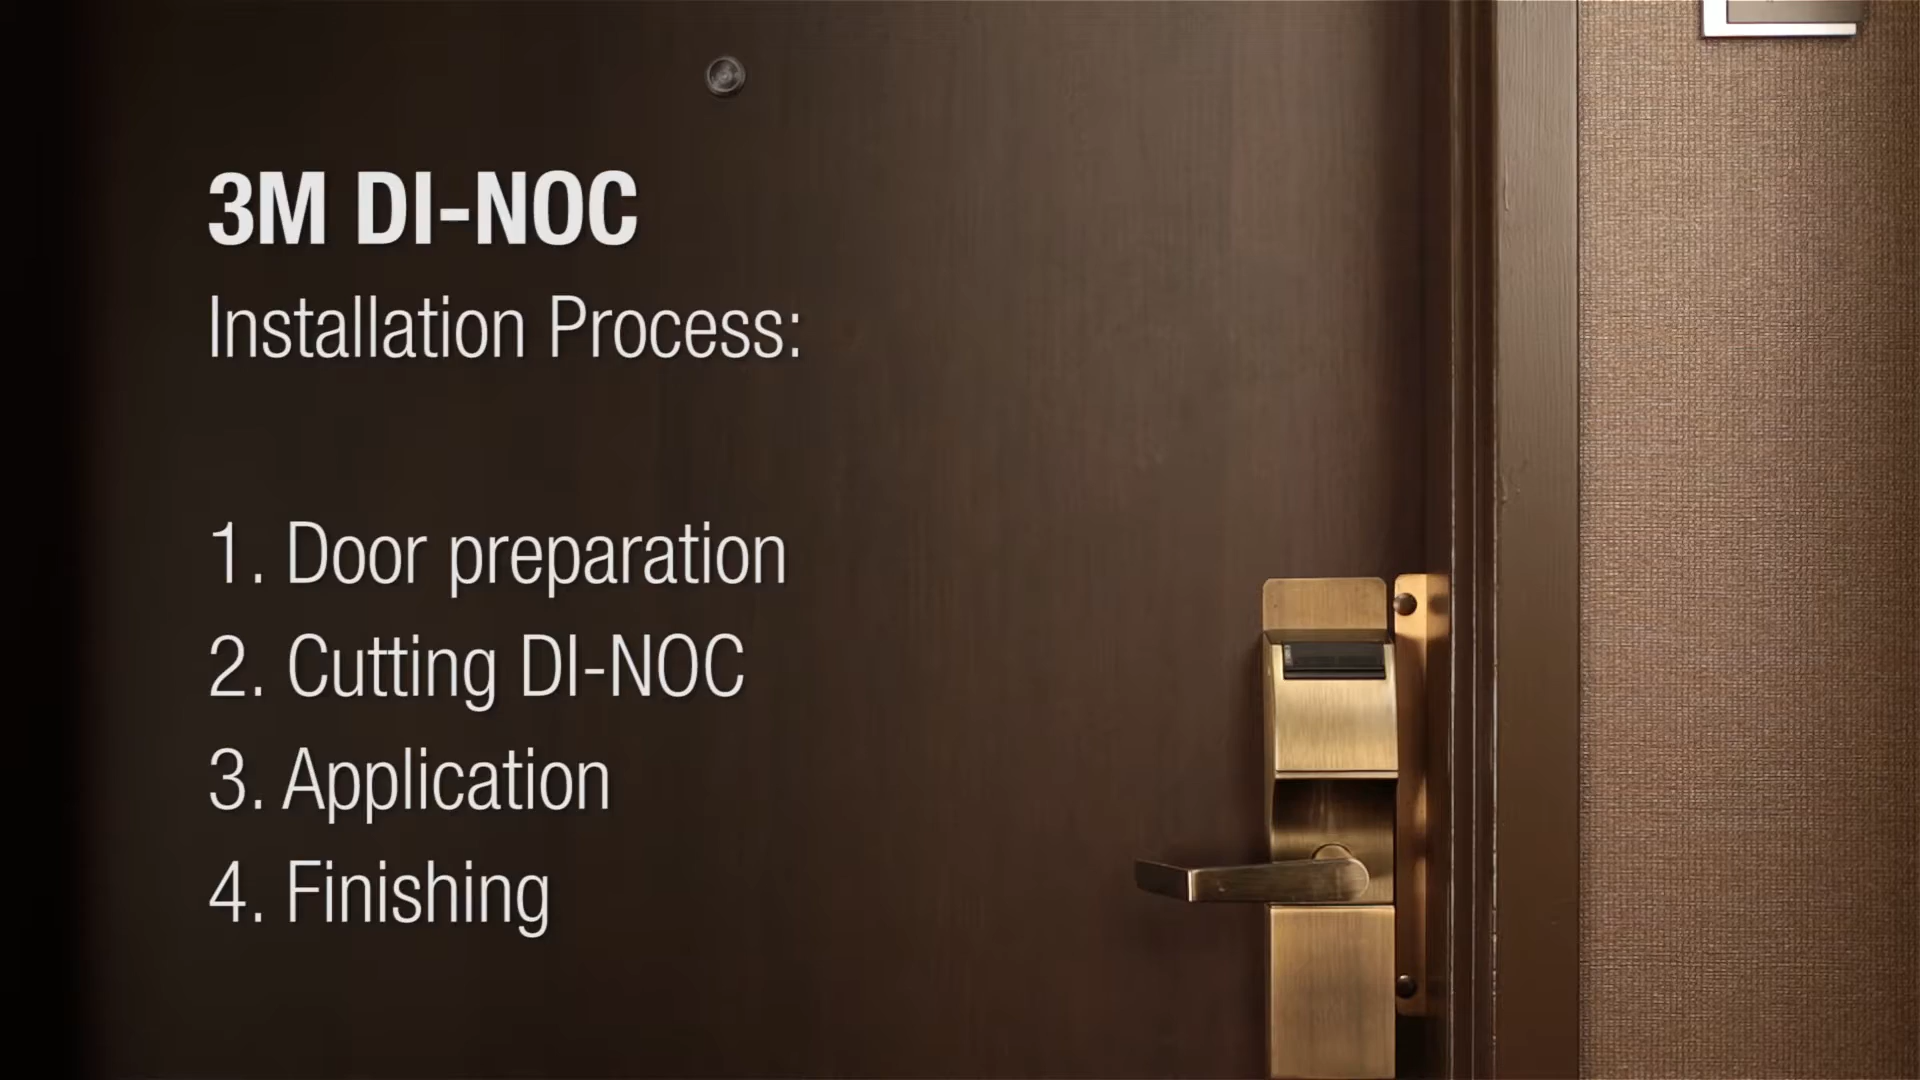 3M DI-NOC
Installation Process:
1. Door preparation
2. Cutting DI-NOC
3. Application
4. Finishing